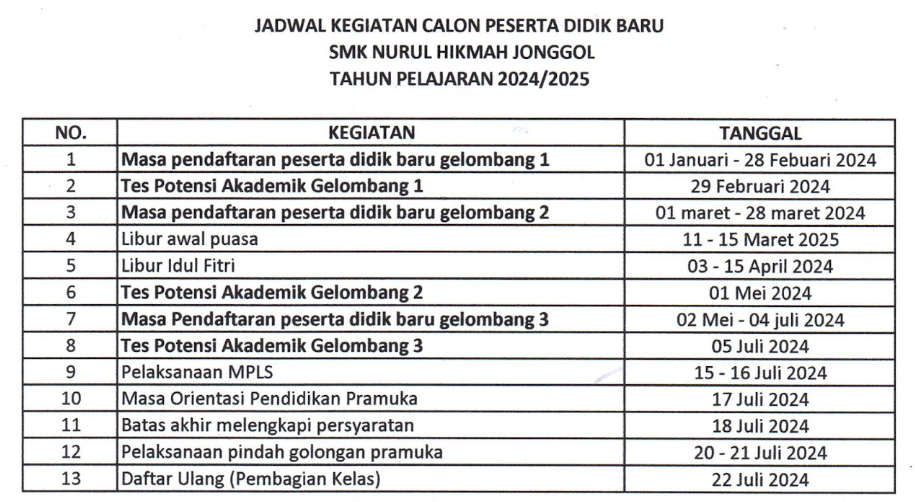 JADWAL KEGIATAN CALON PESERTA DIDIK BARU
SMK NURUL HIKMAH JONGGOL
TAHUN PELAJARAN 2024/2025
NO. KEGIATAN TANGGAL
1 Masa pendaftaran peserta didik baru gelombang 1 01 Januari - 28 Febuari 2024
2 Tes Potensi Akademik Gelombang 1 29 Februari 2024
3 Masa pendaftaran peserta didik baru gelombang 2 01 maret - 28 maret 2024
4 Libur awal puasa 11 - 15 Maret 2025
5 Libur Idul Fitri 03 - 15 April 2024
6 Tes Potensi Akademik Gelombang 2 01 Mei 2024
7 Masa Pendaftaran peserta didik baru gelombang 3 02 Mei - 04 juli 2024
8 Tes Potensi Akademik Gelombang 3 05 Juli 2024
9 Pelaksanaan MPLS 15 - 16 Juli 2024
10 Masa Orientasi Pendidikan Pramuka 17 Juli 2024
11 Batas akhir melengkapi persyaratan 18 Juli 2024
12 Pelaksanaan pindah golongan pramuka 20 - 21 Juli 2024
13 Daftar Ulang (Pembagian Kelas) 22 Juli 2024